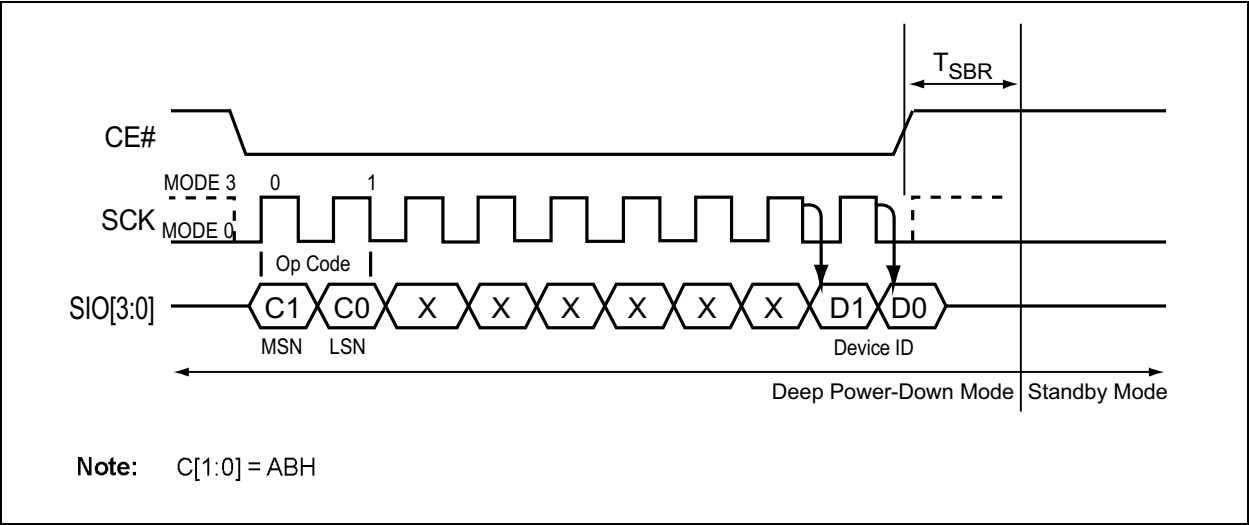 TSBR
CE#
MODE 3 0 1
SCK
MODE 0
Op Code
SIO[3:0] C1 C0 X X X X X X D1 D0
MSN LSN Device ID
Deep Power-Down Mode Standby Mode
Note: C[1:0] = ABH